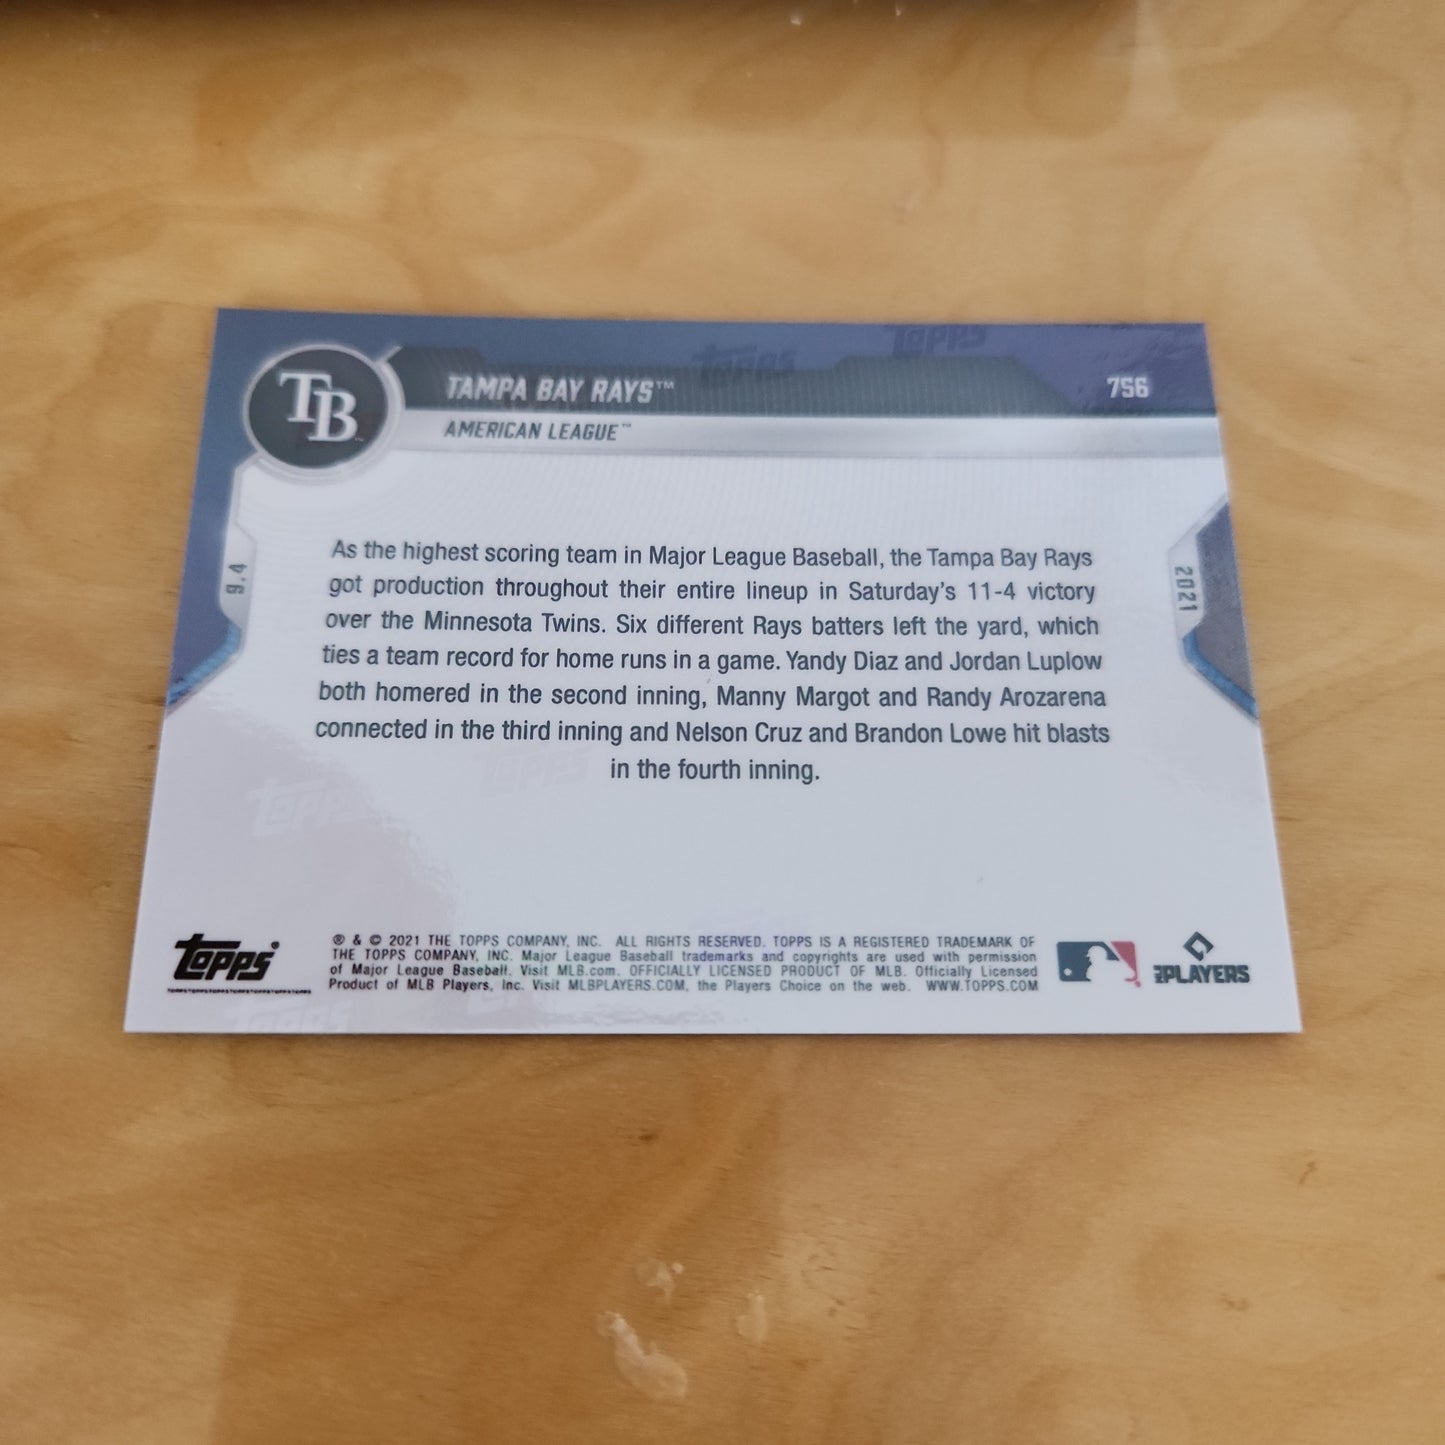 Topps
Topps
TB
TAMPA BAY RAYS™
756
AMERICAN LEAGUE™
9.4
2021
As the highest scoring team in Major League Baseball, the Tampa Bay Rays
got production throughout their entire lineup in Saturday's 11-4 victory
over the Minnesota Twins. Six different Rays batters left the yard, which
ties a team record for home runs in a game. Yandy Diaz and Jordan Luplow
both homered in the second inning, Manny Margot and Randy Arozarena
connected in the third inning and Nelson Cruz and Brandon Lowe hit blasts
in the fourth inning.
Topps
Topps
Topps®
® & © 2021 THE TOPPS COMPANY, INC. ALL RIGHTS RESERVED. TOPPS IS A REGISTERED TRADEMARK OF
THE TOPPS COMPANY, INC. Major League Baseball trademarks and copyrights are used with permission
of Major League Baseball. Visit MLB.com. OFFICIALLY LICENSED PRODUCT OF MLB. Officially Licensed
Product of MLB Players, Inc. Visit MLBPLAYERS.COM, the Players Choice on the web. WWW.TOPPS.COM
PLAYERS
Topps